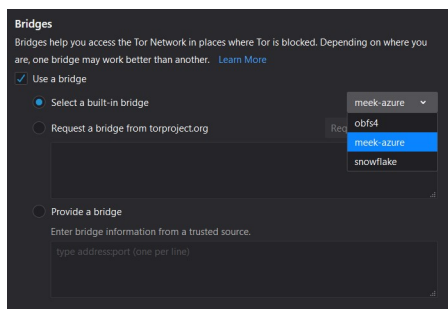 Bridges
Bridges help you access the Tor Network in places where Tor is blocked. Depending on where you
are, one bridge may work better than another. Learn More
Use a bridge
Select a built-in bridge
meek-azure
Request a bridge from torproject.org
Req
obfs4
meek-azure
snowflake
Provide a bridge
Enter bridge information from a trusted source.
type address:port (one per line)